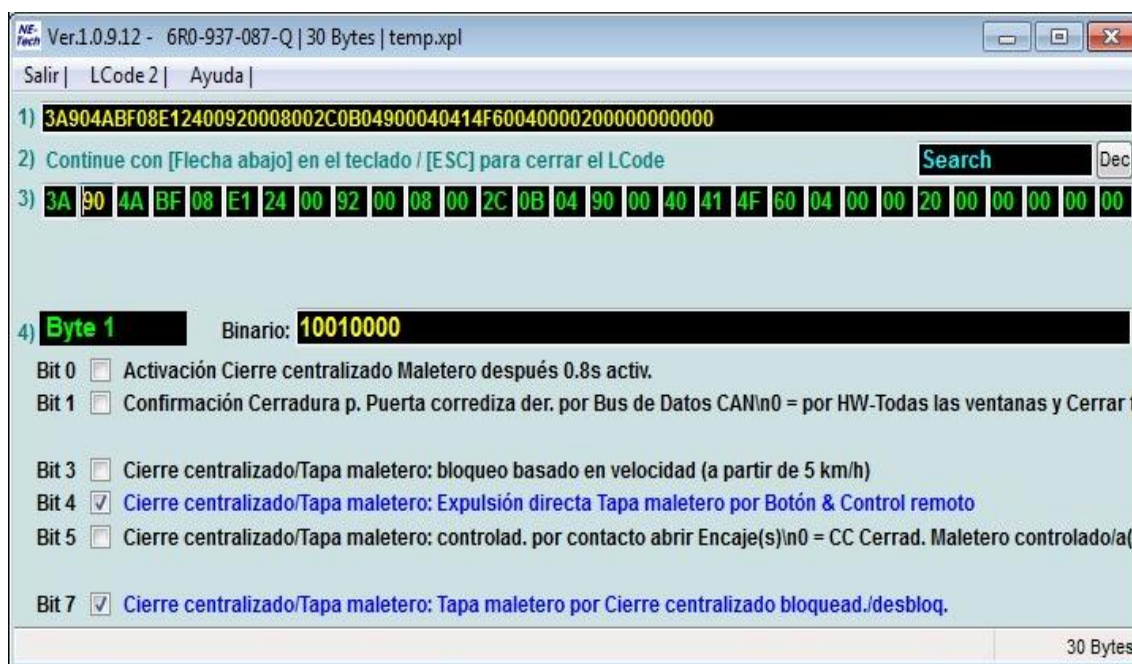 NE-Tech Ver.1.0.9.12 - 6R0-937-087-Q | 30 Bytes | temp.xpl
Salir | LCode 2 | Ayuda |
1) 3A904ABF08E12400920008002C0B04900040414F60040000200000000000
2) Continue con [Flecha abajo] en el teclado / [ESC] para cerrar el LCode Search Dec
3) 3A 90 4A BF 08 E1 24 00 92 00 08 00 2C 0B 04 90 00 40 41 4F 60 04 00 00 20 00 00 00 00 00
4) Byte 1 Binario: 10010000
Bit 0 Activación Cierre centralizado Maletero después 0.8s activ.
Bit 1 Confirmación Cerradura p. Puerta corrediza der. por Bus de Datos CAN\n0 = por HW-Todas las ventanas y Cerrar
Bit 3 Cierre centralizado/Tapa maletero: bloqueo basado en velocidad (a partir de 5 km/h)
Bit 4 Cierre centralizado/Tapa maletero: Expulsión directa Tapa maletero por Botón & Control remoto
Bit 5 Cierre centralizado/Tapa maletero: controlad. por contacto abrir Encaje(s)\n0 = CC Cerrad. Maletero controlado/a(
Bit 7 Cierre centralizado/Tapa maletero: Tapa maletero por Cierre centralizado bloquead./desbloq.
30 Bytes